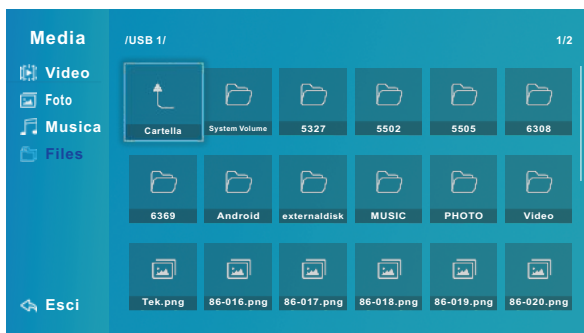 Media
/USB 1/
1/2
Video
Foto
Musica
Files
Esci
Cartella
System Volume
5327
5502
5505
6308
6369
Android
externaldisk
MUSIC
PHOTO
Video
Tek.png
86-016.png
86-017.png
86-018.png
86-019.png
86-020.png